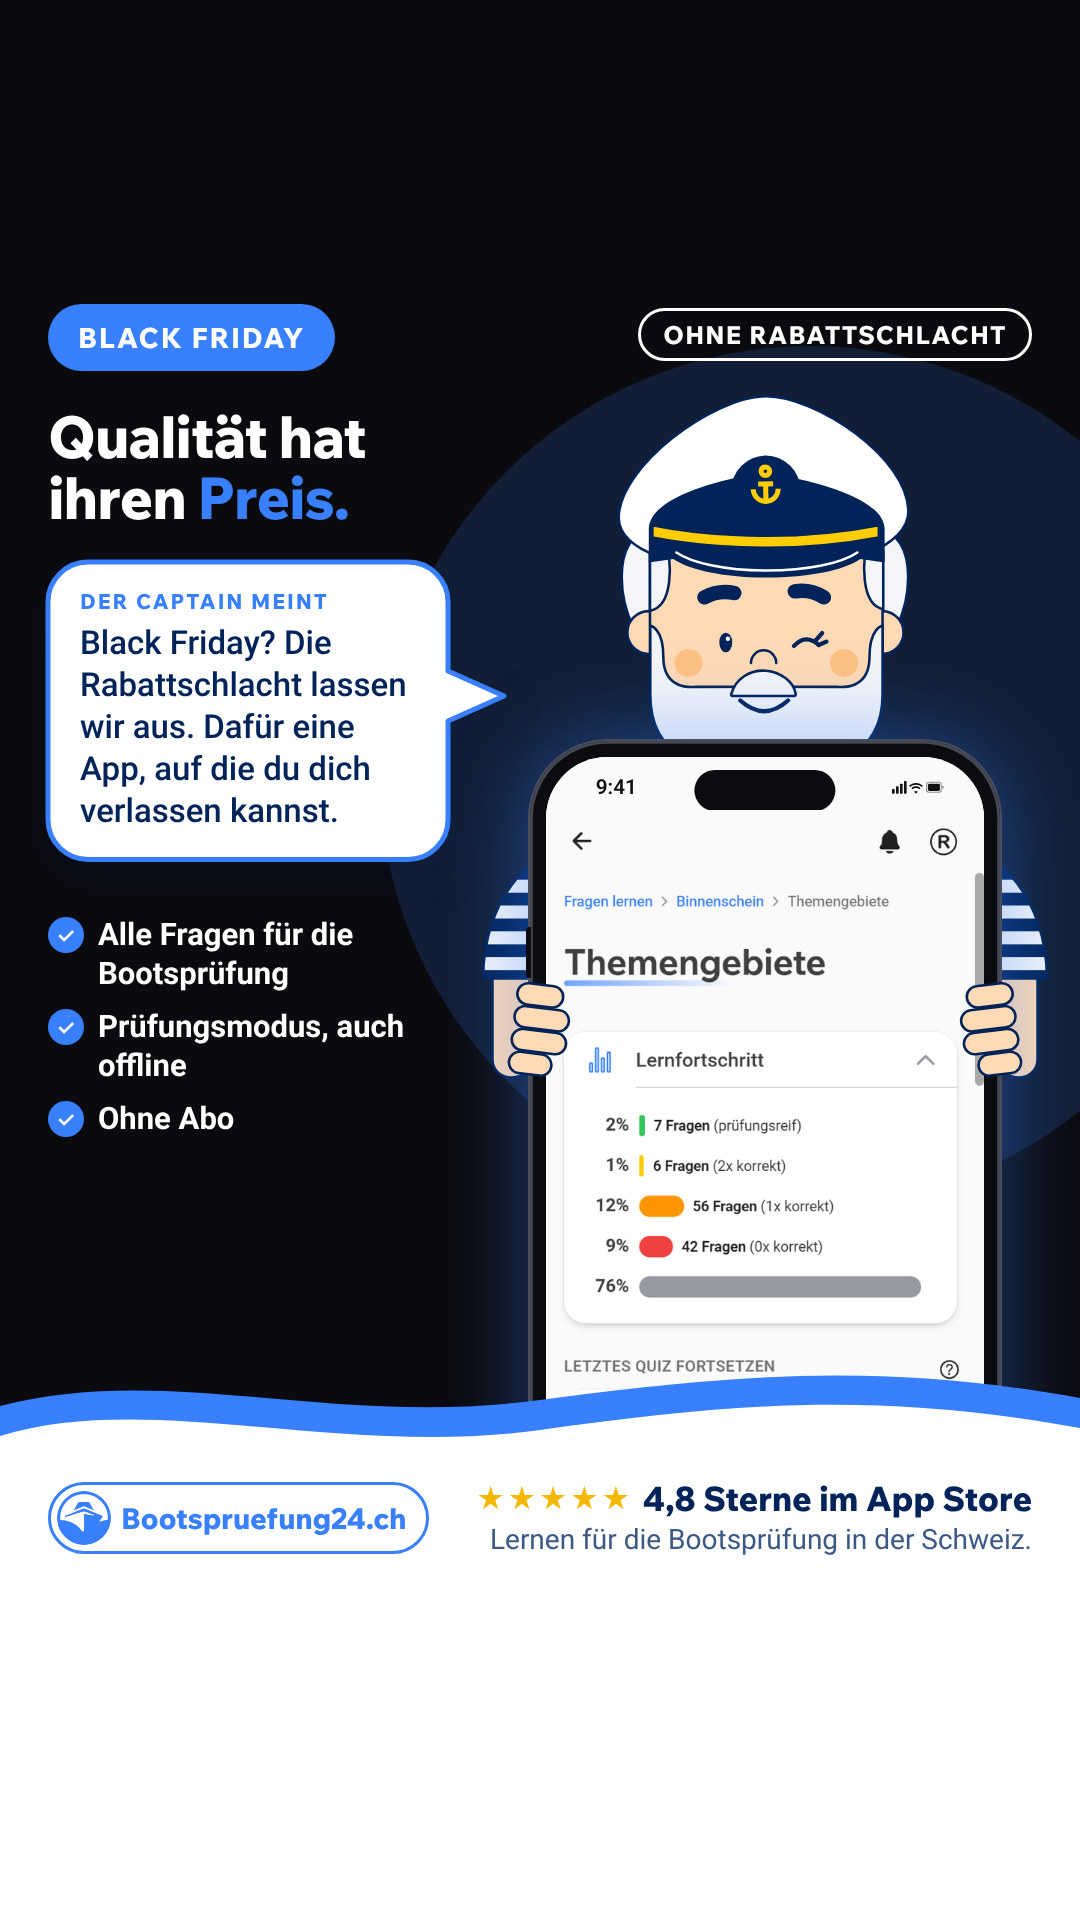 BLACK FRIDAY
OHNE RABATTSCHLACHT
Qualität hat
ihren Preis.
DER CAPTAIN MEINT
Black Friday? Die
Rabattschlacht lassen
wir aus. Dafür eine
App, auf die du dich
verlassen kannst.
Alle Fragen für die
Bootsprüfung
Prüfungsmodus, auch
offline
Ohne Abo
9:41
R
Fragen lernen > Binnenschein > Themengebiete
Themengebiete
Lernfortschritt
2% 7 Fragen (prüfungsreif)
1% 6 Fragen (2x korrekt)
12% 56 Fragen (1x korrekt)
9% 42 Fragen (0x korrekt)
76%
LETZTES QUIZ FORTSETZEN ?
Bootspruefung24.ch
★★★★★ 4,8 Sterne im App Store
Lernen für die Bootsprüfung in der Schweiz.